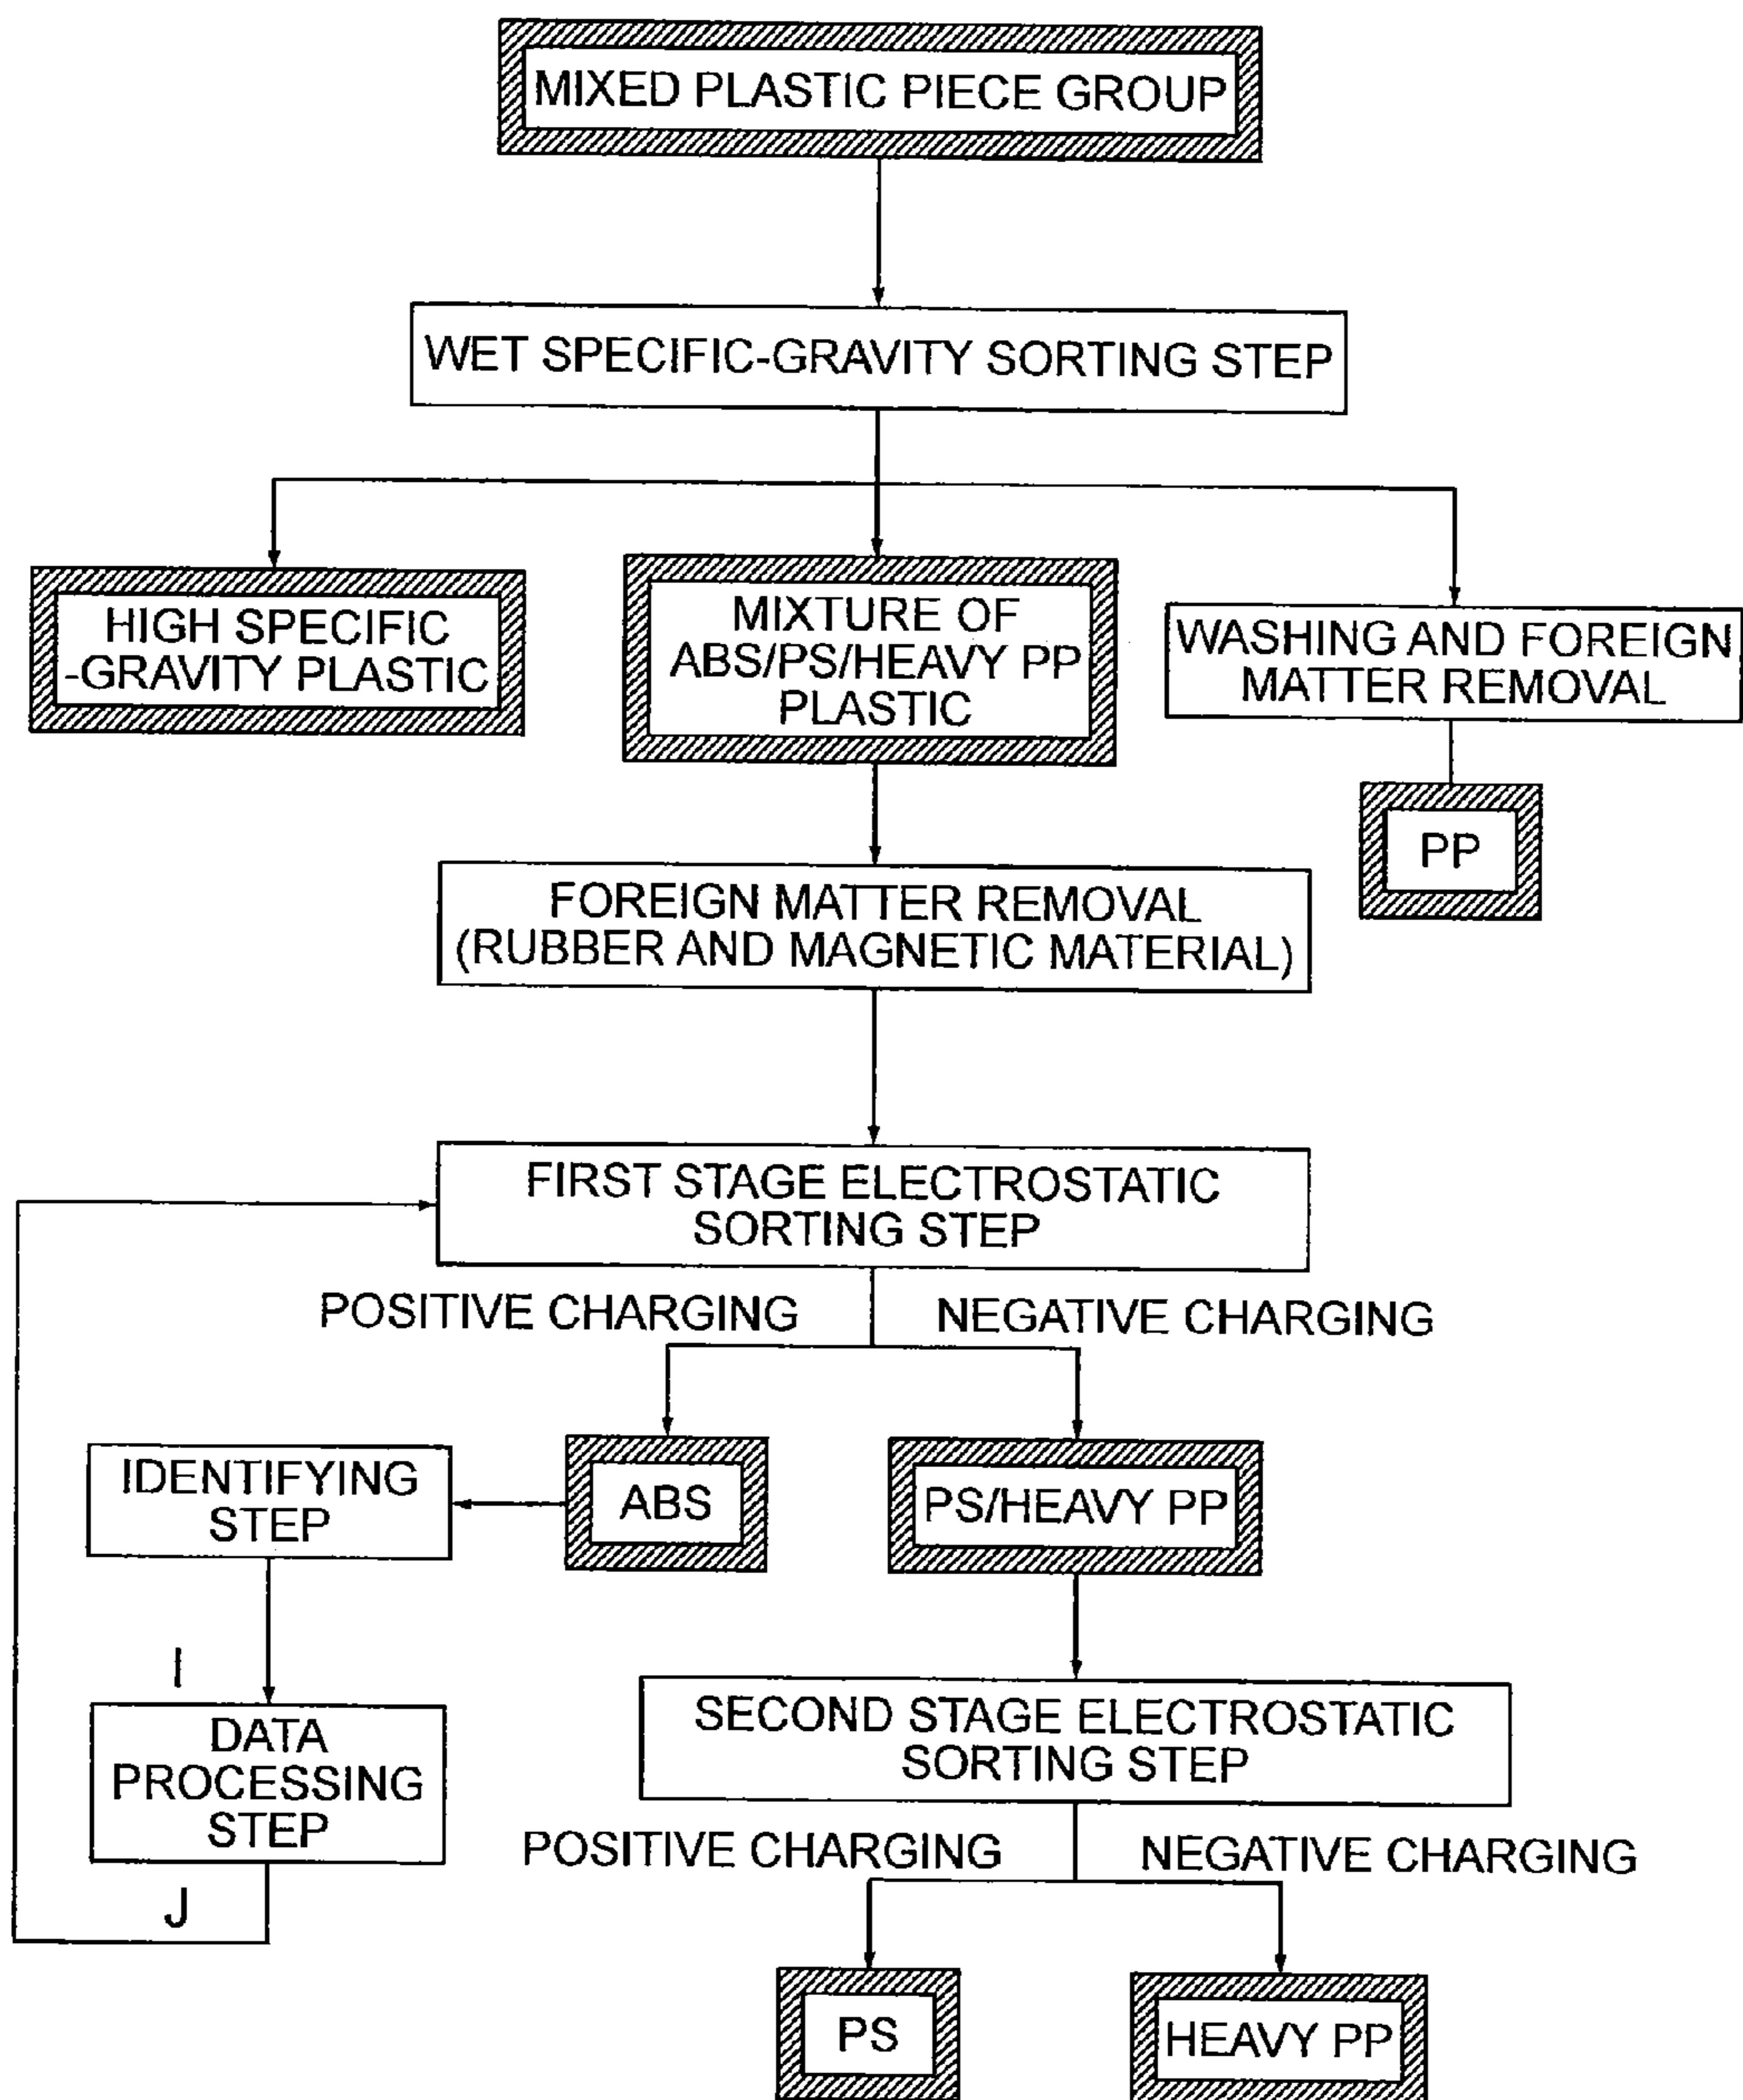 MIXED PLASTIC PIECE GROUP
WET SPECIFIC-GRAVITY SORTING STEP
HIGH SPECIFIC
-GRAVITY PLASTIC
MIXTURE OF
ABS/PS/HEAVY PP
PLASTIC
WASHING AND FOREIGN
MATTER REMOVAL
PP
FOREIGN MATTER REMOVAL
(RUBBER AND MAGNETIC MATERIAL)
FIRST STAGE ELECTROSTATIC
SORTING STEP
POSITIVE CHARGING
NEGATIVE CHARGING
IDENTIFYING
STEP
ABS
PS/HEAVY PP
I
DATA
PROCESSING
STEP
J
SECOND STAGE ELECTROSTATIC
SORTING STEP
POSITIVE CHARGING
NEGATIVE CHARGING
PS
HEAVY PP